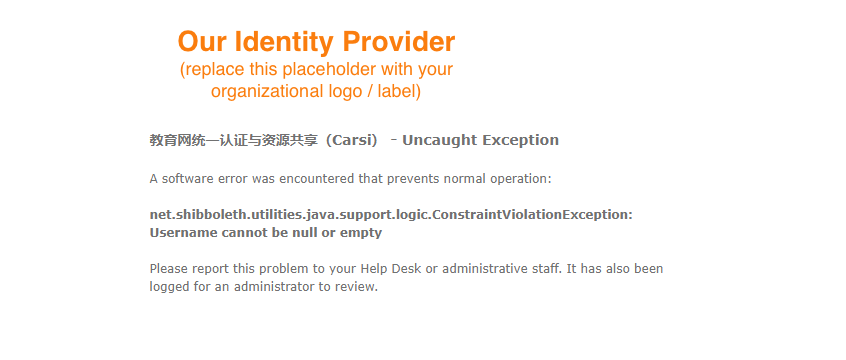 Our Identity Provider
(replace this placeholder with your
organizational logo / label)
教育网统一认证与资源共享（Carsi） - Uncaught Exception
A software error was encountered that prevents normal operation:
net.shibboleth.utilities.java.support.logic.ConstraintViolationException:
Username cannot be null or empty
Please report this problem to your Help Desk or administrative staff. It has also been
logged for an administrator to review.